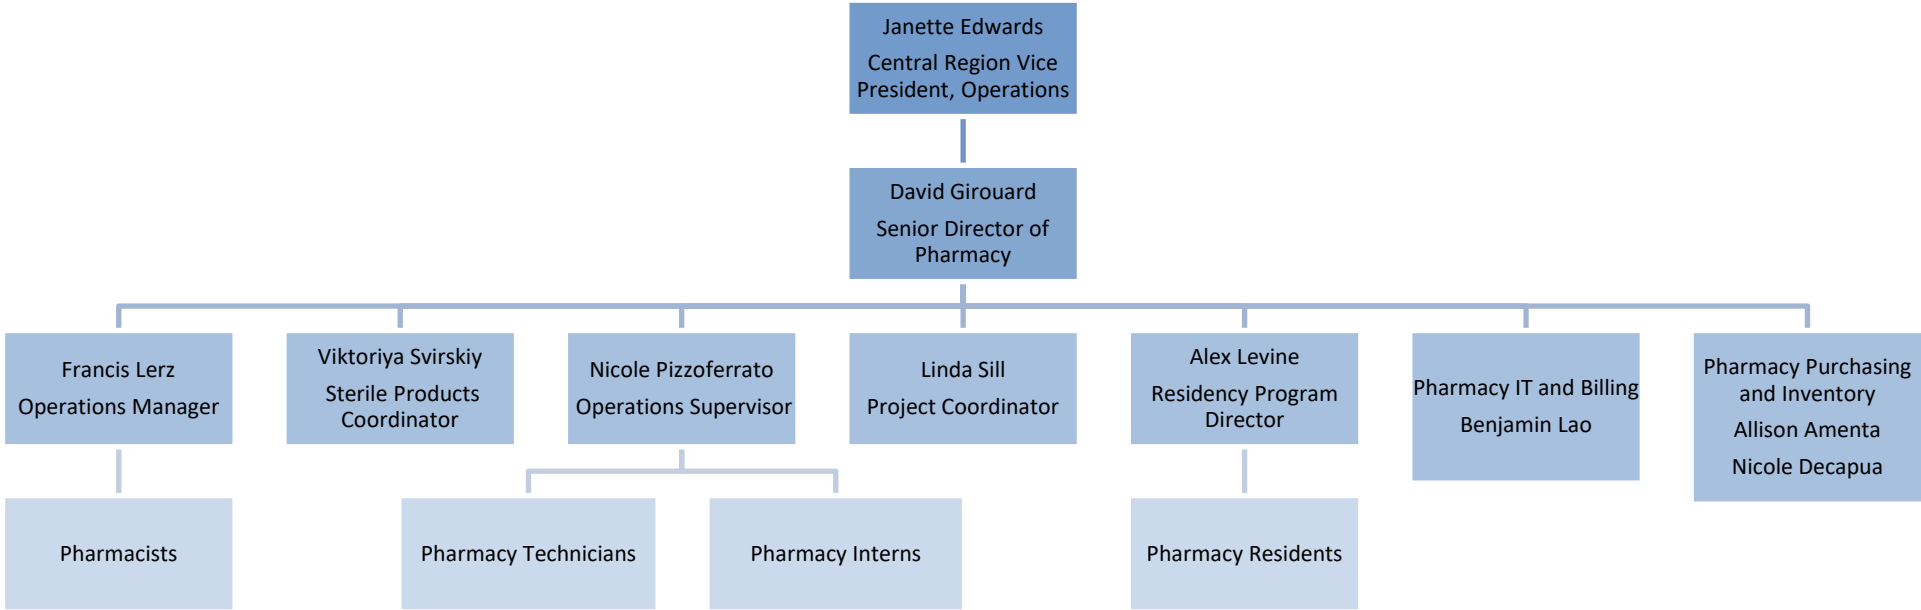 Janette Edwards
Central Region Vice
President, Operations
David Girouard
Senior Director of
Pharmacy
Francis Lerz
Operations Manager
Viktoriya Svirskiy
Sterile Products
Coordinator
Nicole Pizzoferrato
Operations Supervisor
Linda Sill
Project Coordinator
Alex Levine
Residency Program
Director
Pharmacy IT and Billing
Benjamin Lao
Pharmacy Purchasing
and Inventory
Allison Amenta
Nicole Decapua
Pharmacists
Pharmacy Technicians
Pharmacy Interns
Pharmacy Residents